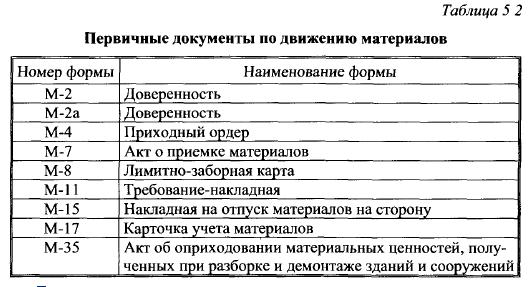 Таблица 5 2
Первичные документы по движению материалов
Номер формы Наименование формы
М-2 Доверенность
М-2а Доверенность
М-4 Приходный ордер
М-7 Акт о приемке материалов
М-8 Лимитно-заборная карта
М-11 Требование-накладная
М-15 Накладная на отпуск материалов на сторону
М-17 Карточка учета материалов
М-35 Акт об оприходовании материальных ценностей, полу-
ченных при разборке и демонтаже зданий и сооружений